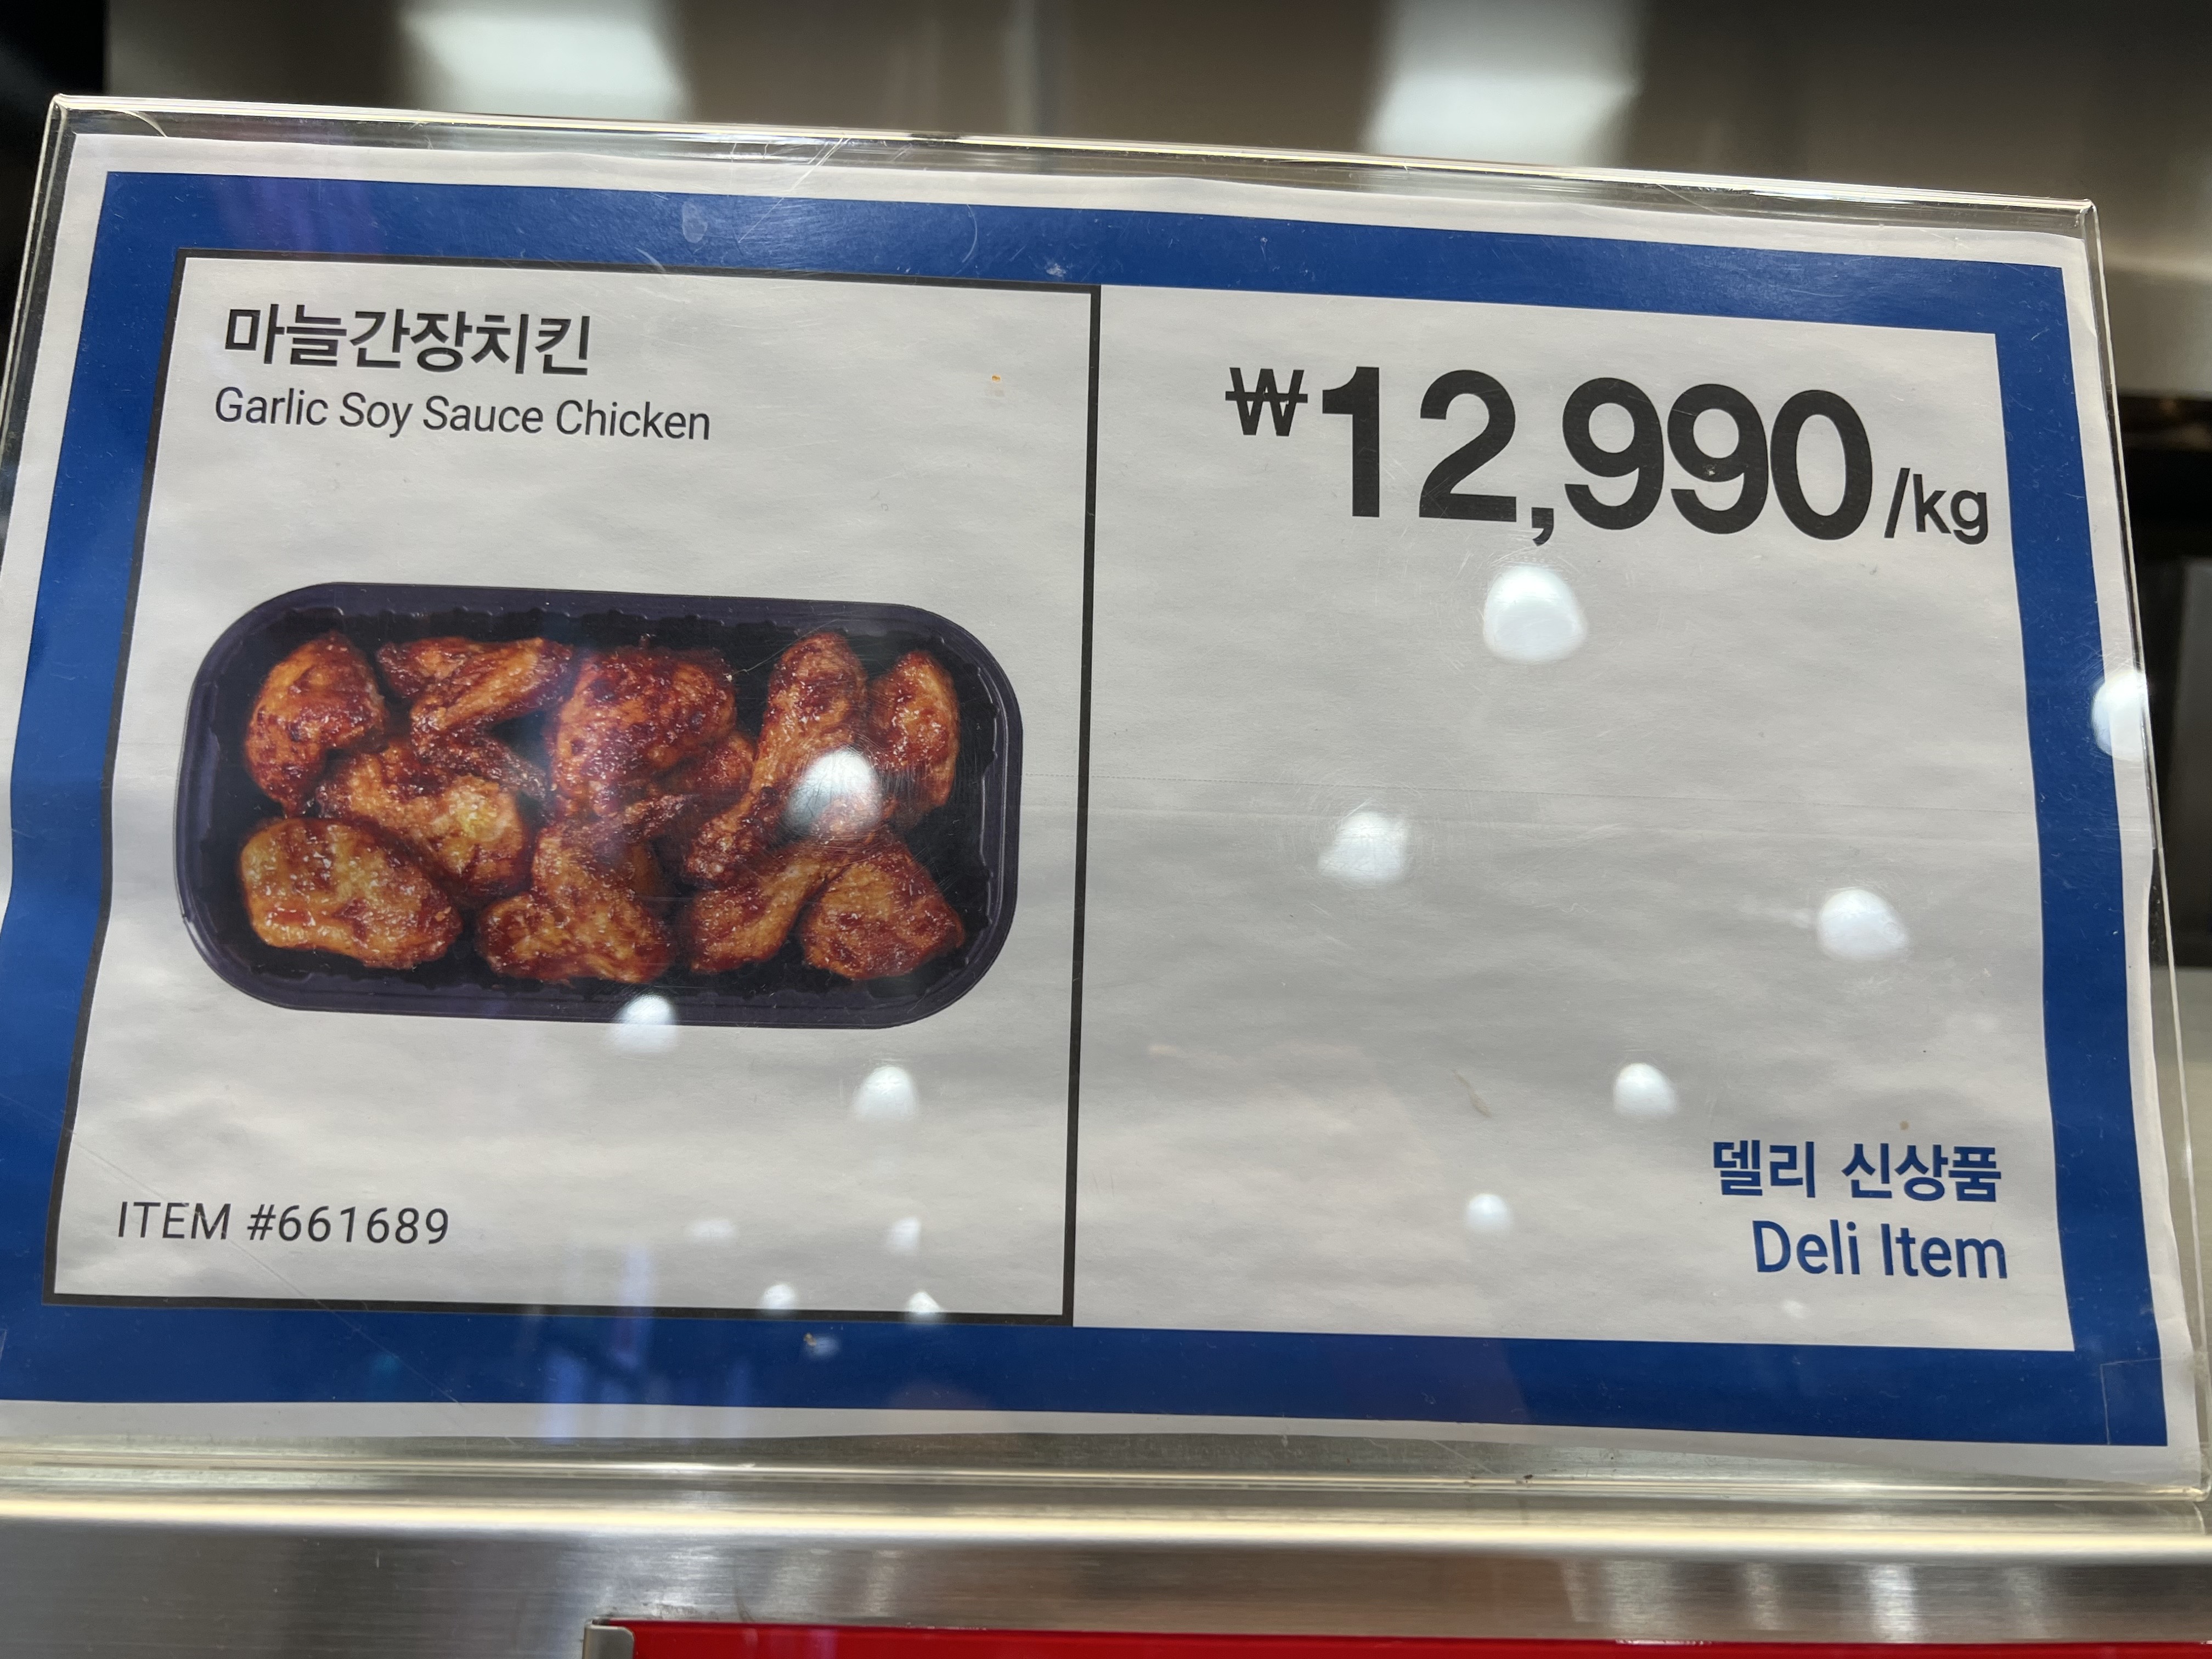 마늘간장치킨
Garlic Soy Sauce Chicken
₩12,990/kg
ITEM #661689
델리 신상품
Deli Item